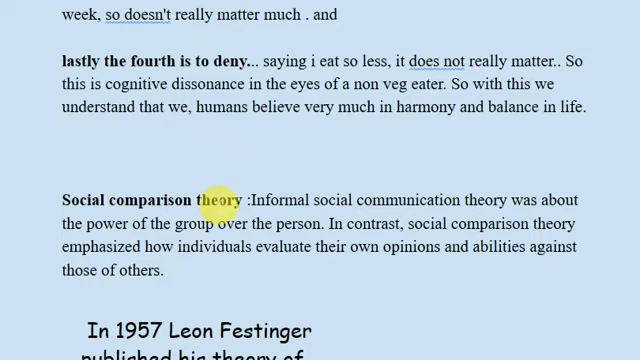 week, so doesn't really matter much . and
lastly the fourth is to deny... saying i eat so less, it does not really matter.. So
this is cognitive dissonance in the eyes of a non veg eater. So with this we
understand that we, humans believe very much in harmony and balance in life.
Social comparison theory :Informal social communication theory was about
the power of the group over the person. In contrast, social comparison theory
emphasized how individuals evaluate their own opinions and abilities against
those of others.
In 1957 Leon Festinger
published his theory of